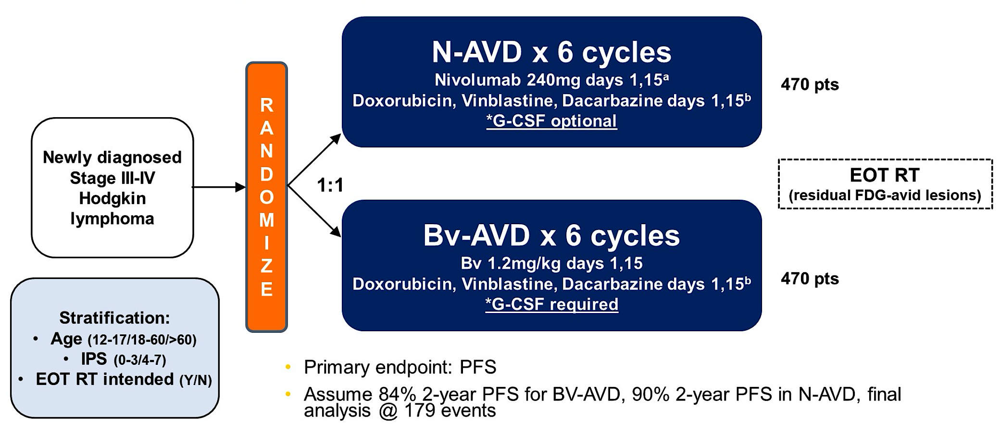 Newly diagnosed
Stage III-IV
Hodgkin
lymphoma
Stratification:
• Age (12-17/18-60/>60)
• IPS (0-3/4-7)
• EOT RT intended (Y/N)
R
A
N
D
O
M
I
Z
E
1:1
N-AVD x 6 cycles
Nivolumab 240mg days 1,15ᵃ
Doxorubicin, Vinblastine, Dacarbazine days 1,15ᵇ
*G-CSF optional
470 pts
EOT RT
(residual FDG-avid lesions)
Bv-AVD x 6 cycles
Bv 1.2mg/kg days 1,15
Doxorubicin, Vinblastine, Dacarbazine days 1,15ᵇ
*G-CSF required
470 pts
• Primary endpoint: PFS
• Assume 84% 2-year PFS for BV-AVD, 90% 2-year PFS in N-AVD, final
analysis @ 179 events